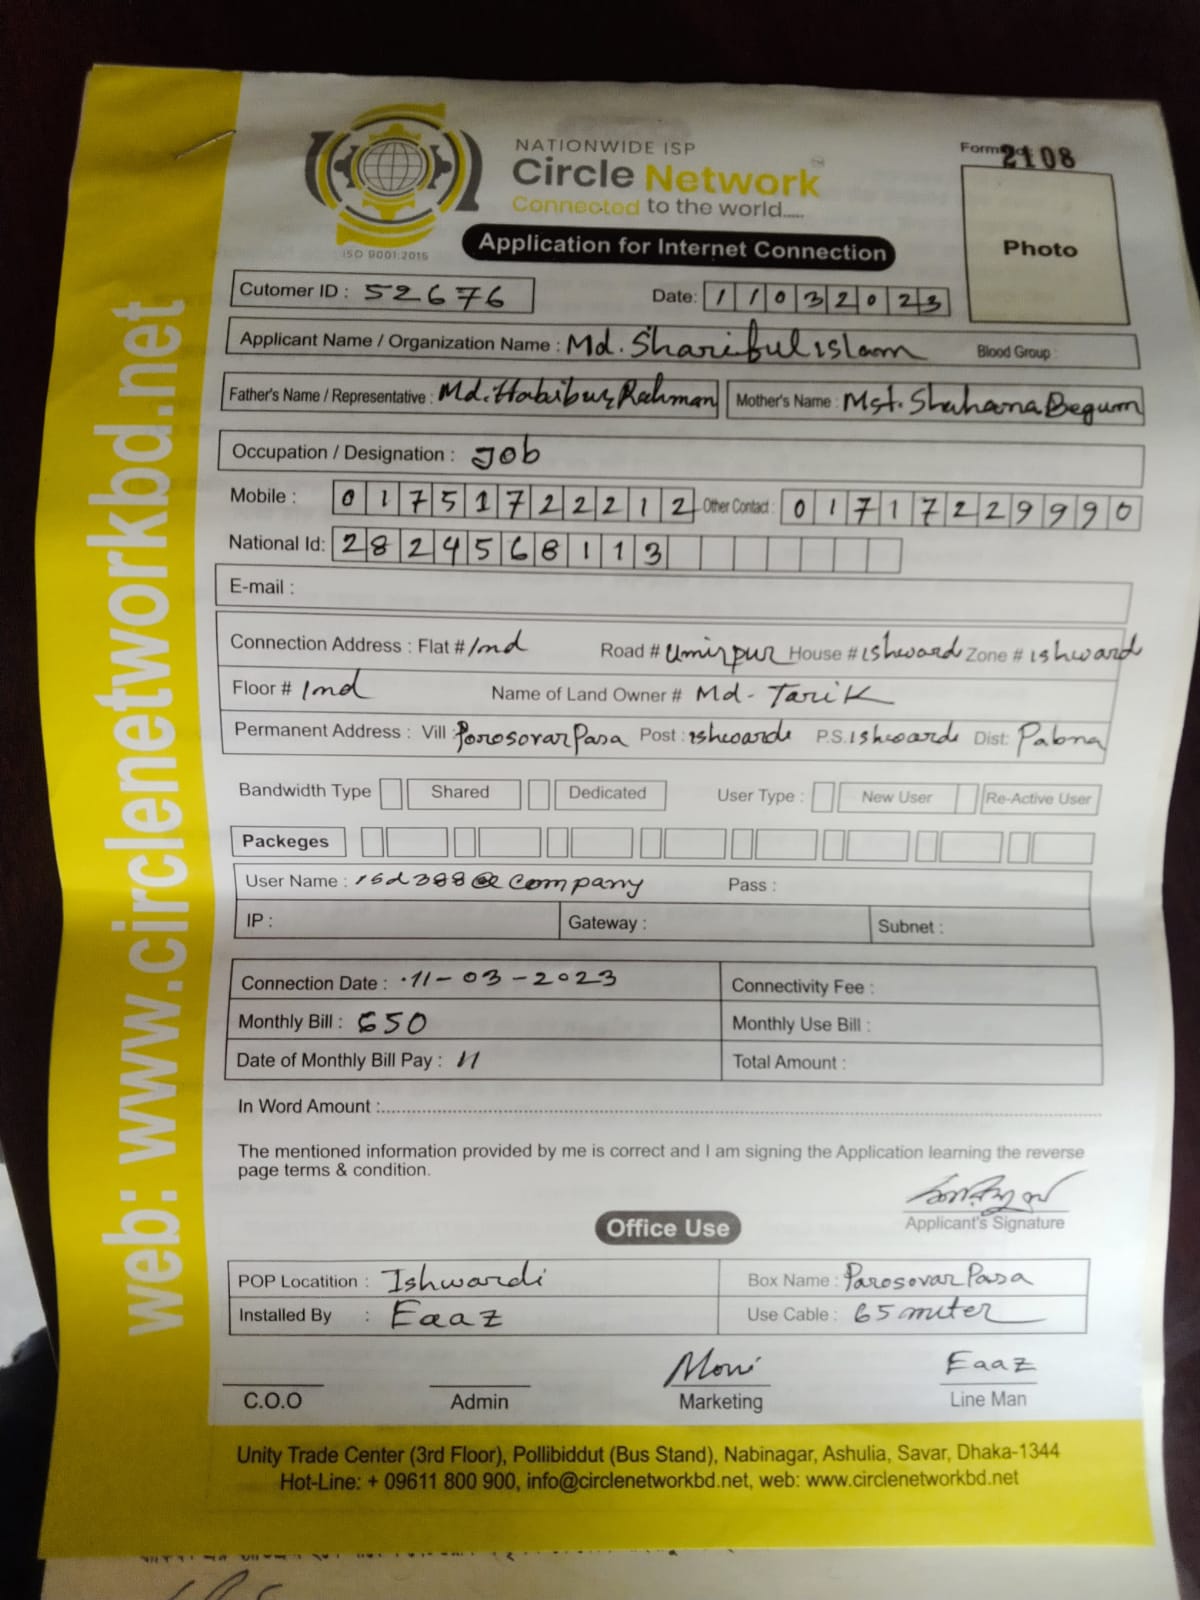 NATIONWIDE ISP
Circle Network
Connected to the world.....
ISO 9001:2015
Application for Internet Connection
Form 2108
Photo
Cutomer ID : 52676 Date: 11032023
Applicant Name / Organization Name : Md. Shariful islam Blood Group :
Father's Name / Representative : Md. Habibur Rahman Mother's Name : Mst. Shahana Begum
Occupation / Designation : Job
Mobile : 01751722212 Other Contact : 01717229990
National Id: 2824568113
E-mail :
Connection Address : Flat # 1nd Road # Umirpur House # ishward Zone # ishward
Floor # 1nd Name of Land Owner # Md - Tarik
Permanent Address : Vill : Porosovar Para Post : ishwardi P.S. ishwardi Dist: Pabna
Bandwidth Type Shared Dedicated User Type : New User Re-Active User
Packeges
User Name : company Pass :
IP : Gateway : Subnet :
Connection Date : 11-03-2023 Connectivity Fee :
Monthly Bill : 650 Monthly Use Bill :
Date of Monthly Bill Pay : 11 Total Amount :
In Word Amount :
The mentioned information provided by me is correct and I am signing the Application learning the reverse
page terms & condition.
Applicant's Signature
Office Use
POP Locatition : Ishwardi Box Name : Parosovar Para
Installed By : Eaaz Use Cable : 65 miter
Moni Eaaz
C.O.O Admin Marketing Line Man
Unity Trade Center (3rd Floor), Pollibiddut (Bus Stand), Nabinagar, Ashulia, Savar, Dhaka-1344
Hot-Line: + 09611 800 900, info@circlenetworkbd.net, web: www.circlenetworkbd.net
web: www.circlenetworkbd.net